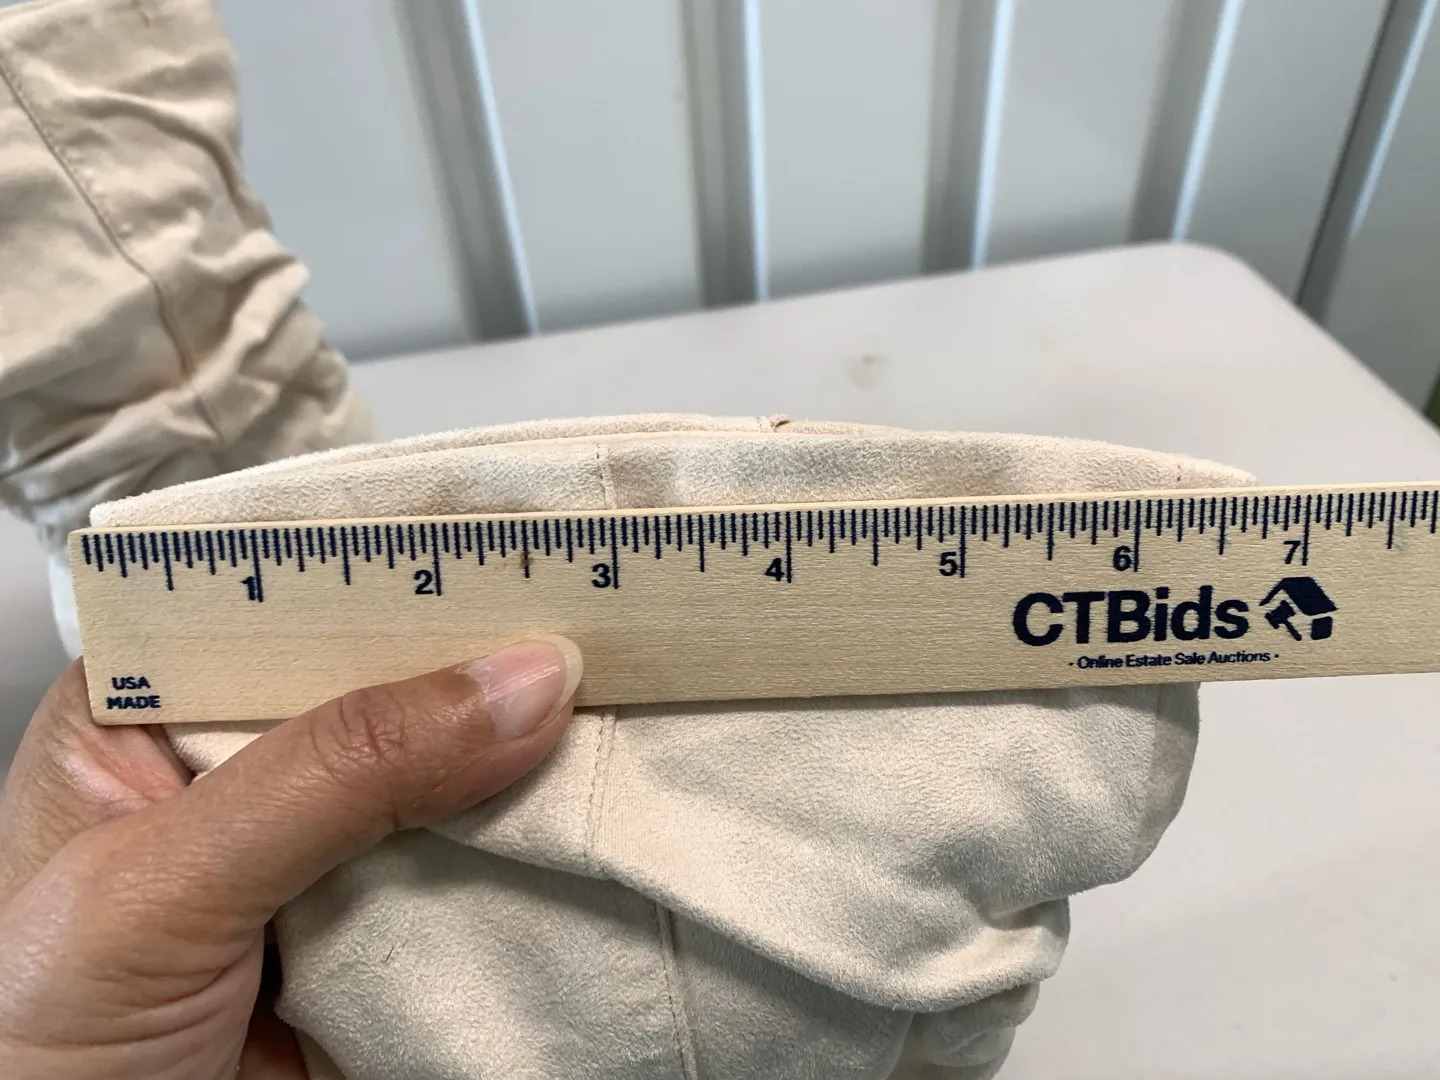 1 2 3 4 5 6 7
CTBids
· Online Estate Sale Auctions ·
USA
MADE